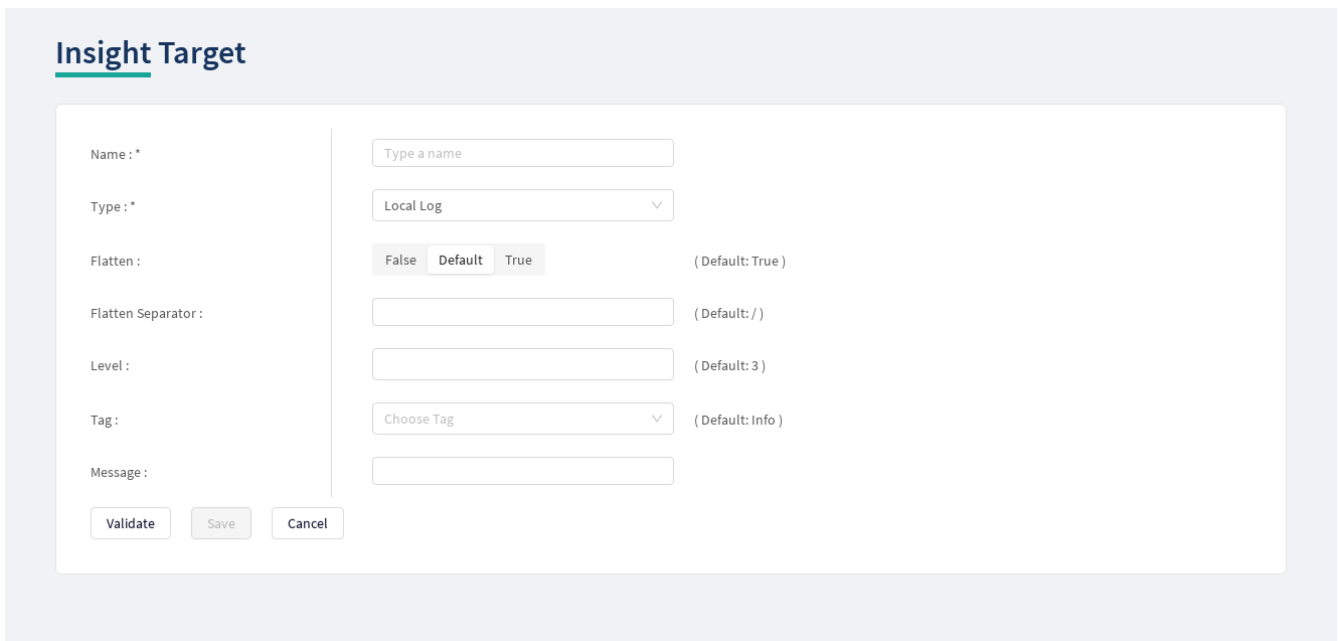 Insight Target
Name : * Type a name
Type : * Local Log
Flatten : False Default True ( Default: True )
Flatten Separator : ( Default: / )
Level : ( Default: 3 )
Tag : Choose Tag ( Default: Info )
Message :
Validate Save Cancel